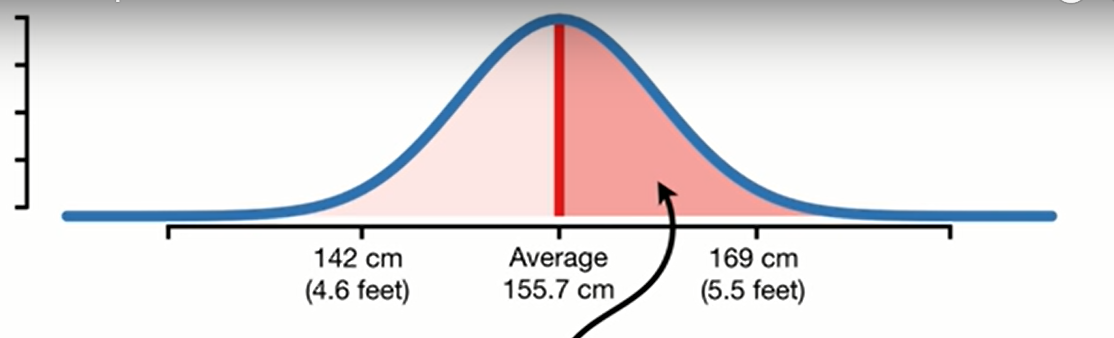 142 cm
(4.6 feet)
Average
155.7 cm
169 cm
(5.5 feet)